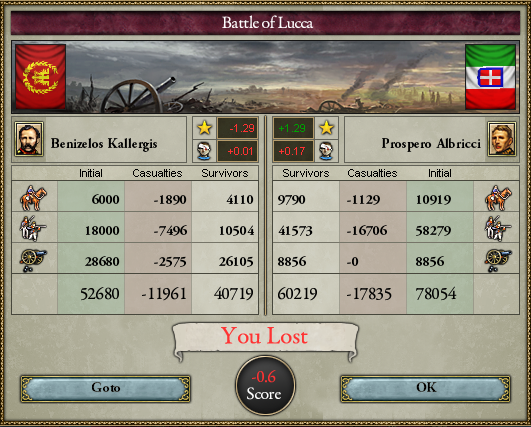 Battle of Lucca
Benizelos Kallergis
-1.29
+0.01
+1.29
+0.17
Prospero Albricci
Initial Casualties Survivors Survivors Casualties Initial
6000 -1890 4110 9790 -1129 10919
18000 -7496 10504 41573 -16706 58279
28680 -2575 26105 8856 -0 8856
52680 -11961 40719 60219 -17835 78054
You Lost
-0.6
Score
Goto
OK